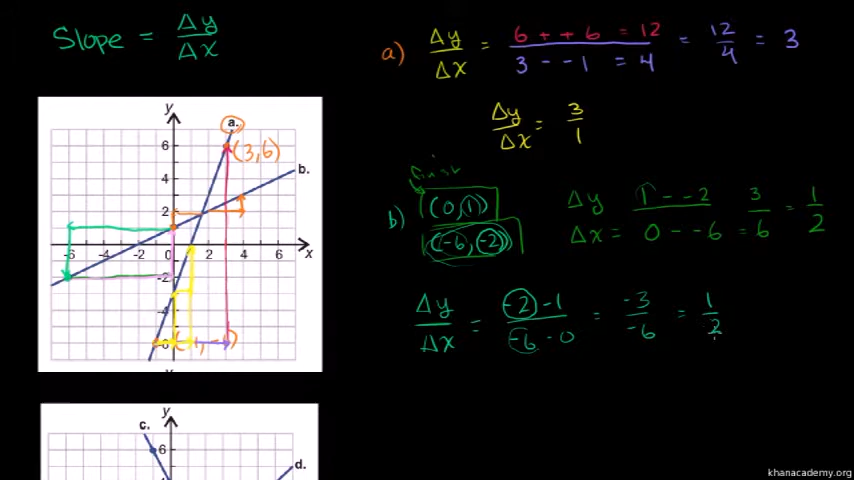 Slope = Δy/Δx
a) Δy/Δx = 6 + + 6 = 12 / 3 - - 1 = 4 = 12/4 = 3
Δy/Δx = 3/1
y
a.
(3,6)
b.
6
4
2
-6 -4 -2 0 2 4 6 x
-2
-4
b) (0,1)
(-6,-2)
Δy 1 - -2 3
Δx = 0 - -6 = 6 = 1/2
Δy/Δx = -2 - 1 / -6 - 0 = -3/-6 = 1/2
y
c.
6
d.
khanacademy.org